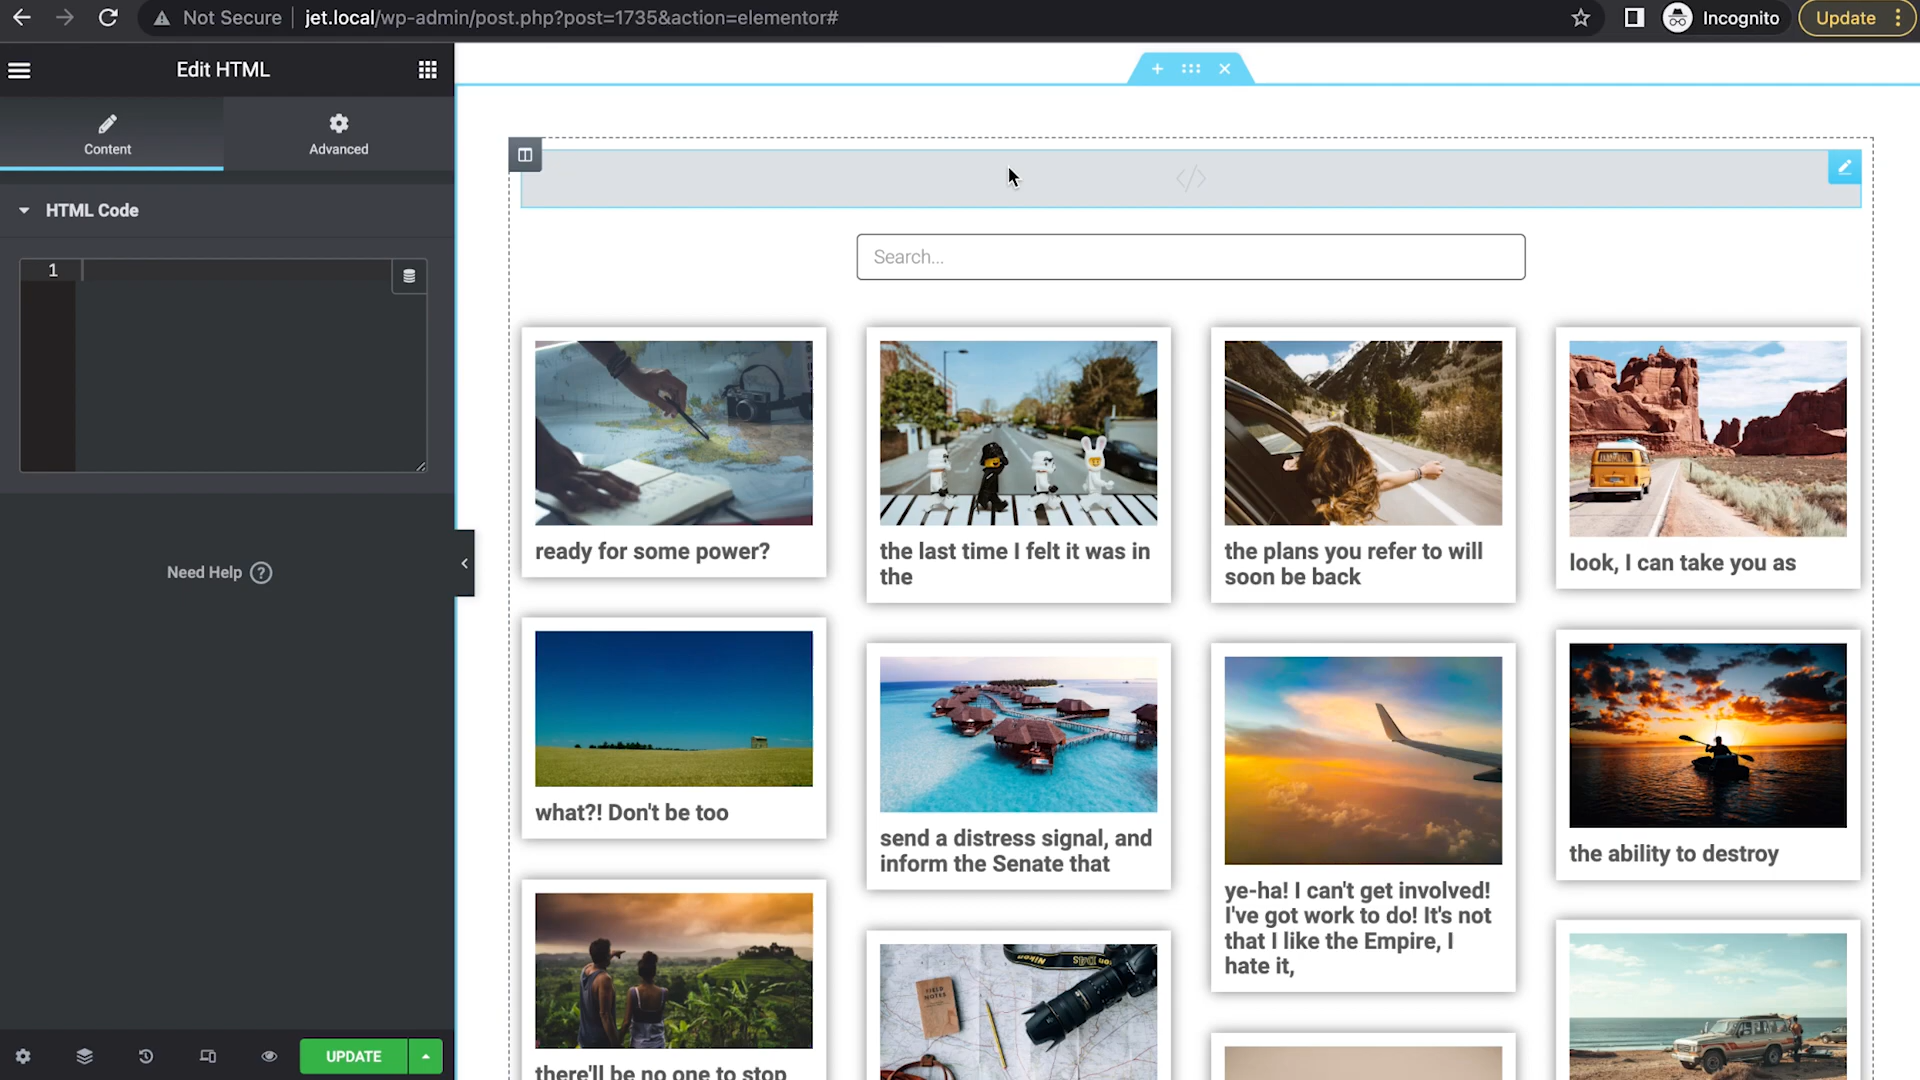 Not Secure
jet.local/wp-admin/post.php?post=1735&action=elementor#
Incognito
Update
Edit HTML
Content
Advanced
HTML Code
1
Need Help ?
UPDATE
Search...
ready for some power?
the last time I felt it was in
the
the plans you refer to will
soon be back
look, I can take you as
what?! Don't be too
send a distress signal, and
inform the Senate that
ye-ha! I can't get involved!
I've got work to do! It's not
that I like the Empire, I
hate it,
the ability to destroy
there'll be no one to stop
FIELD
NOTES
Nikon
D4s